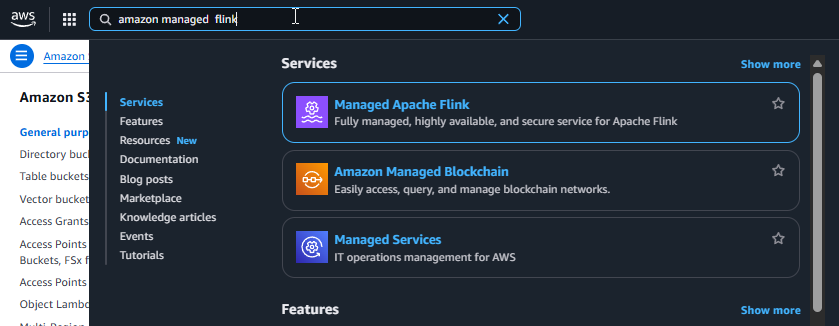 aws
amazon managed  flink
Amazon
Amazon S3
General purp
Directory buck
Table buckets
Vector bucket
Access Grants
Access Points
Buckets, FSx f
Access Points
Object Lambd
Multi-Region
Services
Features
Resources New
Documentation
Blog posts
Marketplace
Knowledge articles
Events
Tutorials
Services
Show more
Managed Apache Flink
Fully managed, highly available, and secure service for Apache Flink
Amazon Managed Blockchain
Easily access, query, and manage blockchain networks.
Managed Services
IT operations management for AWS
Features
Show more